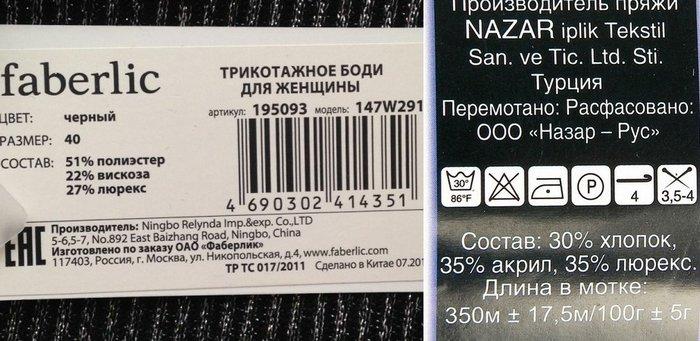 faberlic
ТРИКОТАЖНОЕ БОДИ
ДЛЯ ЖЕНЩИНЫ
артикул: 195093 модель: 147W291
ЦВЕТ: черный
РАЗМЕР: 40
СОСТАВ: 51% полиэстер
22% вискоза
27% люрекс
4 690302 414351
EAC
Производитель: Ningbo Relynda Imp.&exp. Co.,LTD
5-6,5-7, No.892 East Baizhang Road, Ningbo, China
Изготовлено по заказу ОАО «Фаберлик»
117403, Россия, г. Москва, ул. Никопольская, д.4, www.faberlic.com
ТР ТС 017/2011 Сделано в Китае 07.201
Производитель пряжи
NAZAR iplik Tekstil
San. ve Tic. Ltd. Sti.
Турция
Перемотано: Расфасовано:
ООО «Назар – Рус»
30°
86°F
P
4
3,5-4
Состав: 30% хлопок,
35% акрил, 35% люрекс.
Длина в мотке:
350м ± 17,5м/100г ± 5г